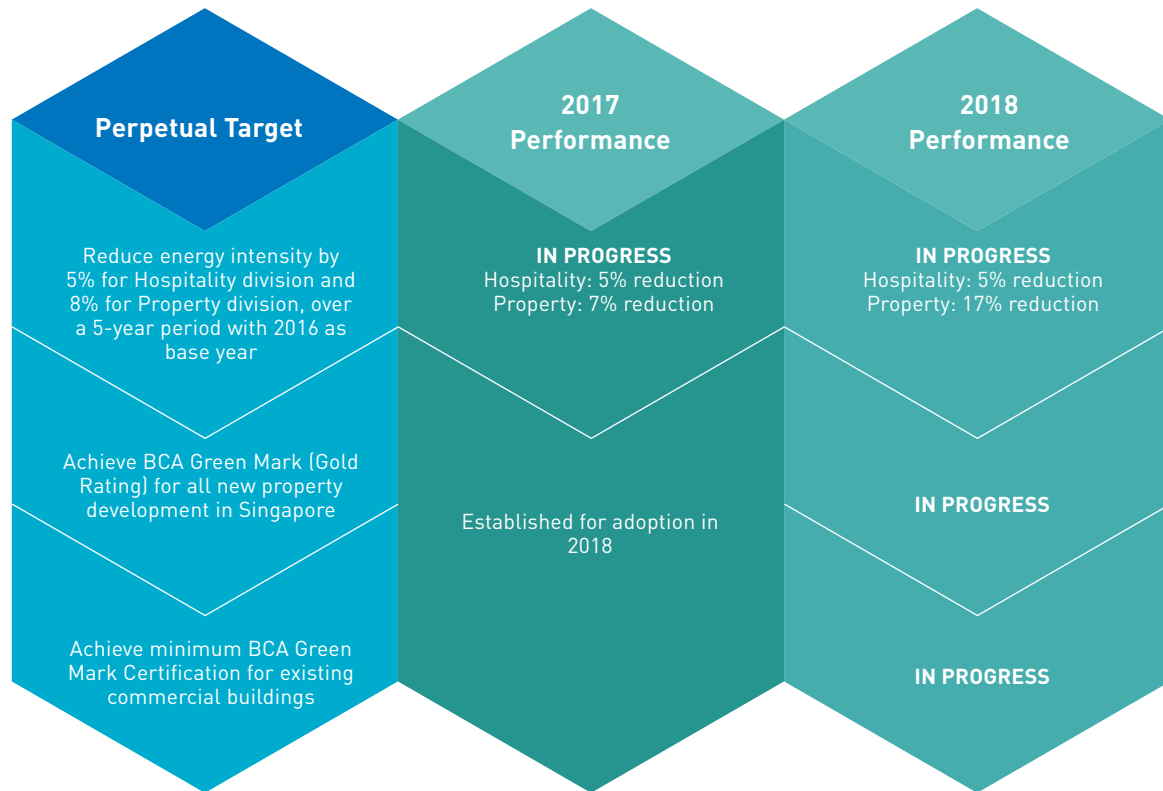 Perpetual Target
2017
Performance
2018
Performance
Reduce energy intensity by
5% for Hospitality division and
8% for Property division, over
a 5-year period with 2016 as
base year
IN PROGRESS
Hospitality: 5% reduction
Property: 7% reduction
IN PROGRESS
Hospitality: 5% reduction
Property: 17% reduction
Achieve BCA Green Mark (Gold
Rating) for all new property
development in Singapore
Established for adoption in
2018
IN PROGRESS
Achieve minimum BCA Green
Mark Certification for existing
commercial buildings
IN PROGRESS